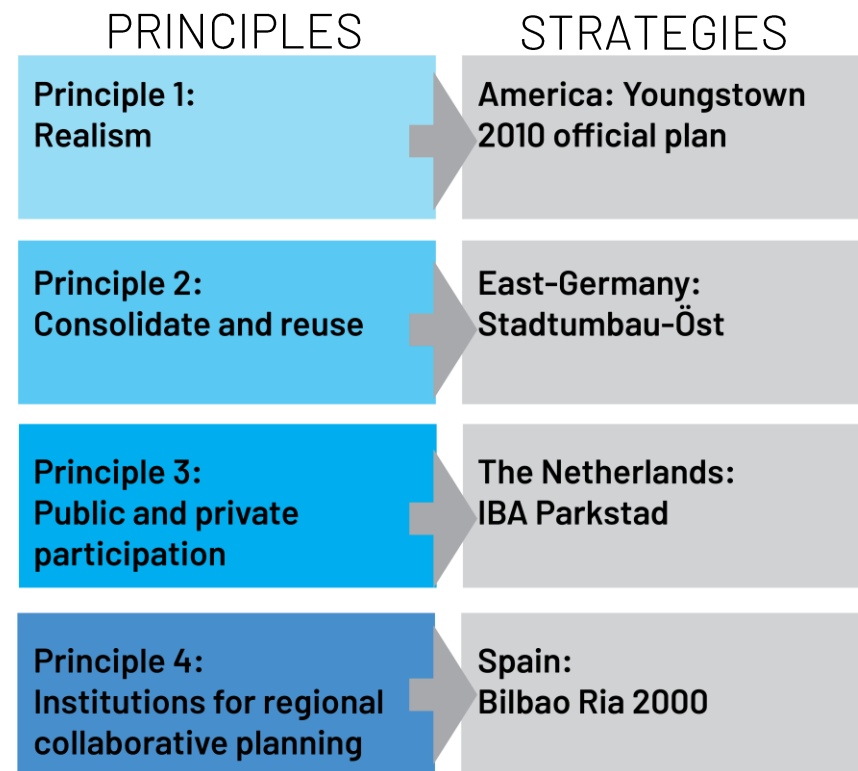 PRINCIPLES
STRATEGIES
Principle 1:
Realism
America: Youngstown
2010 official plan
Principle 2:
Consolidate and reuse
East-Germany:
Stadtumbau-Öst
Principle 3:
Public and private
participation
The Netherlands:
IBA Parkstad
Principle 4:
Institutions for regional
collaborative planning
Spain:
Bilbao Ria 2000